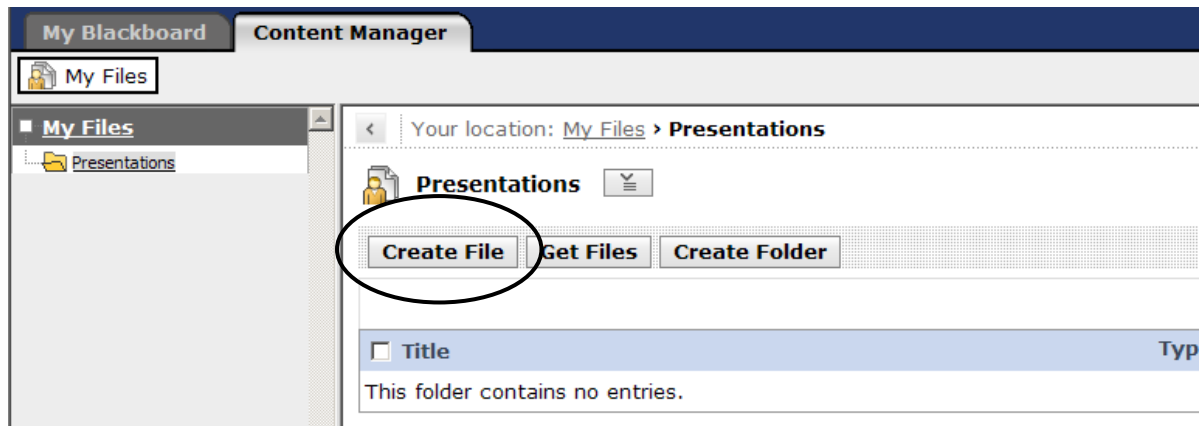 My Blackboard Content Manager
My Files
My Files
Presentations
Your location: My Files › Presentations
Presentations
Create File Get Files Create Folder
Title Typ
This folder contains no entries.